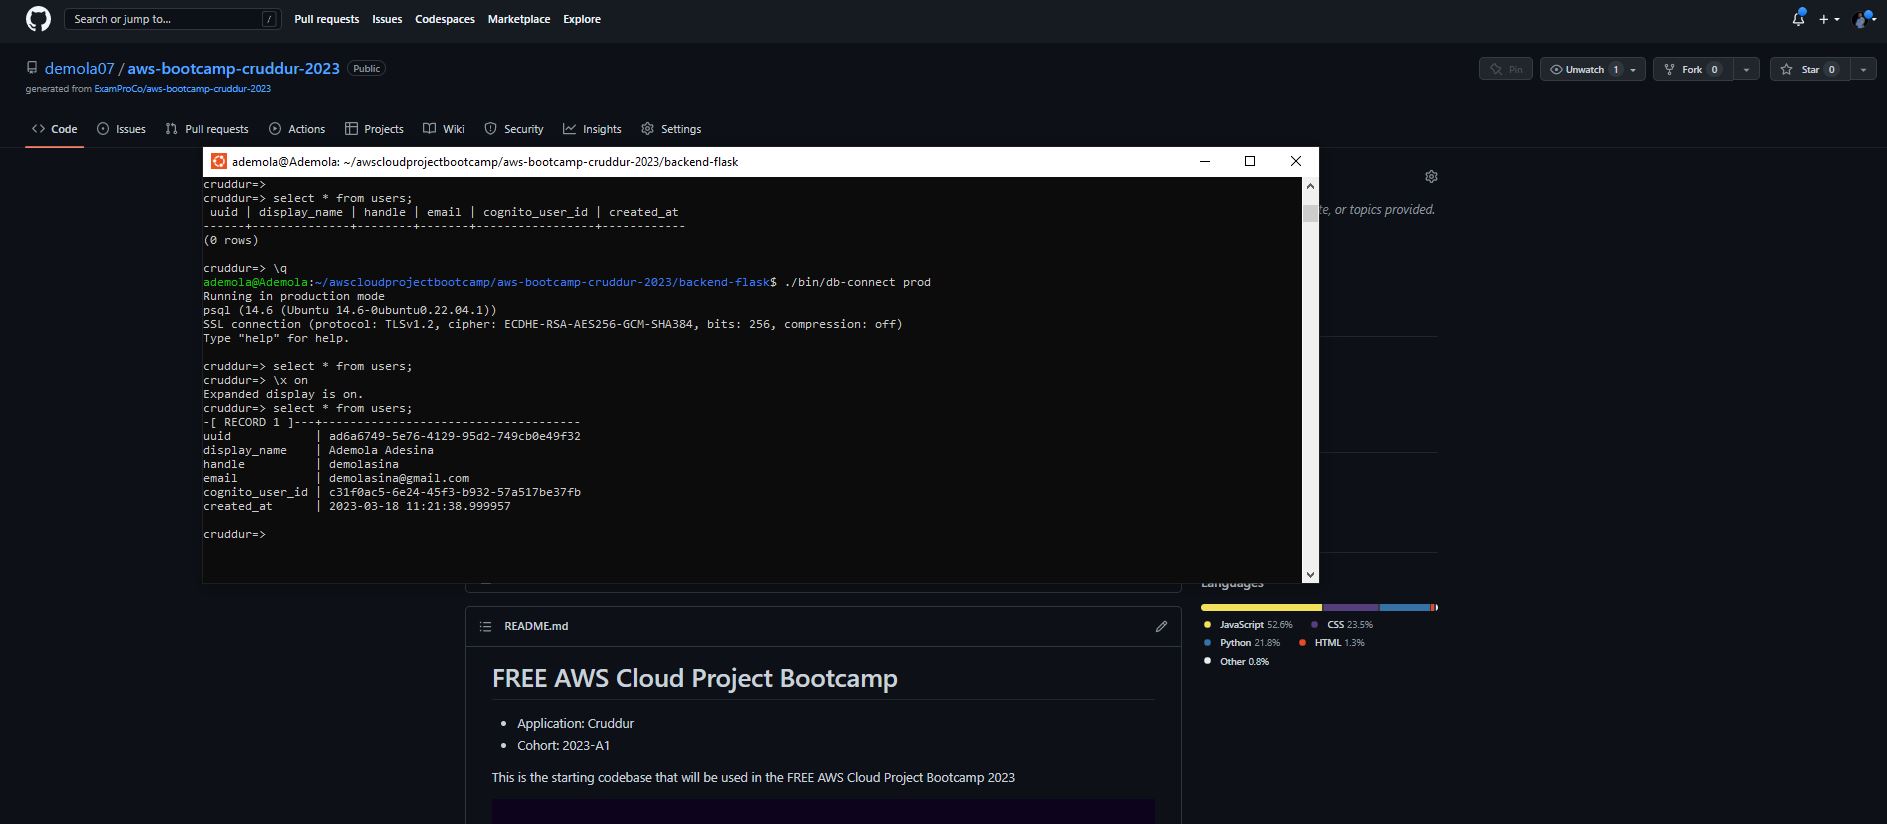 Search or jump to... /
Pull requests Issues Codespaces Marketplace Explore
demola07 / aws-bootcamp-cruddur-2023 Public
generated from ExamProCo/aws-bootcamp-cruddur-2023
Pin Unwatch 1 Fork 0 Star 0
Code Issues Pull requests Actions Projects Wiki Security Insights Settings
ademola@Ademola: ~/awscloudprojectbootcamp/aws-bootcamp-cruddur-2023/backend-flask
cruddur=>
cruddur=> select * from users;
uuid | display_name | handle | email | cognito_user_id | created_at
------+--------------+--------+-------+-----------------+------------
(0 rows)
cruddur=> \q
ademola@Ademola:~/awscloudprojectbootcamp/aws-bootcamp-cruddur-2023/backend-flask$ ./bin/db-connect prod
Running in production mode
psql (14.6 (Ubuntu 14.6-0ubuntu0.22.04.1))
SSL connection (protocol: TLSv1.2, cipher: ECDHE-RSA-AES256-GCM-SHA384, bits: 256, compression: off)
Type "help" for help.
cruddur=> select * from users;
cruddur=> \x on
Expanded display is on.
cruddur=> select * from users;
-[ RECORD 1 ]---+-------------------------------------
uuid | ad6a6749-5e76-4129-95d2-749cb0e49f32
display_name | Ademola Adesina
handle | demolasina
email | demolasina@gmail.com
cognito_user_id | c31f0ac5-6e24-45f3-b932-57a517be37fb
created_at | 2023-03-18 11:21:38.999957
cruddur=>
or topics provided.
Languages
JavaScript 52.6% CSS 23.5%
Python 21.8% HTML 1.3%
Other 0.8%
README.md
FREE AWS Cloud Project Bootcamp
• Application: Cruddur
• Cohort: 2023-A1
This is the starting codebase that will be used in the FREE AWS Cloud Project Bootcamp 2023